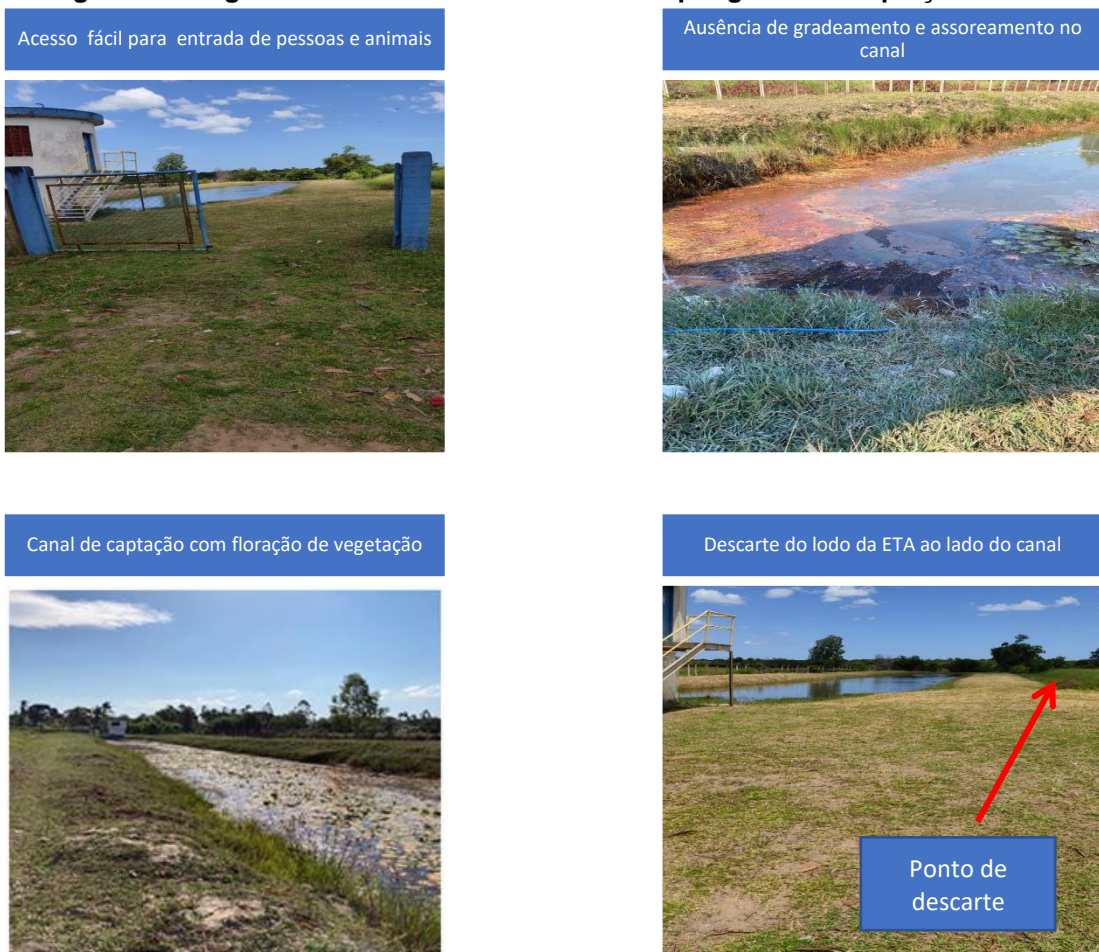 Acesso fácil para entrada de pessoas e animais
Ausência de gradeamento e assoreamento no
canal
Canal de captação com floração de vegetação
Descarte do lodo da ETA ao lado do canal
Ponto de
descarte